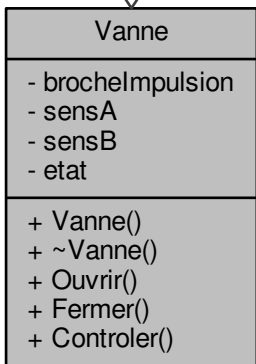 Vanne
- brocheImpulsion
- sensA
- sensB
- etat
+ Vanne()
+ ~Vanne()
+ Ouvrir()
+ Fermer()
+ Controler()